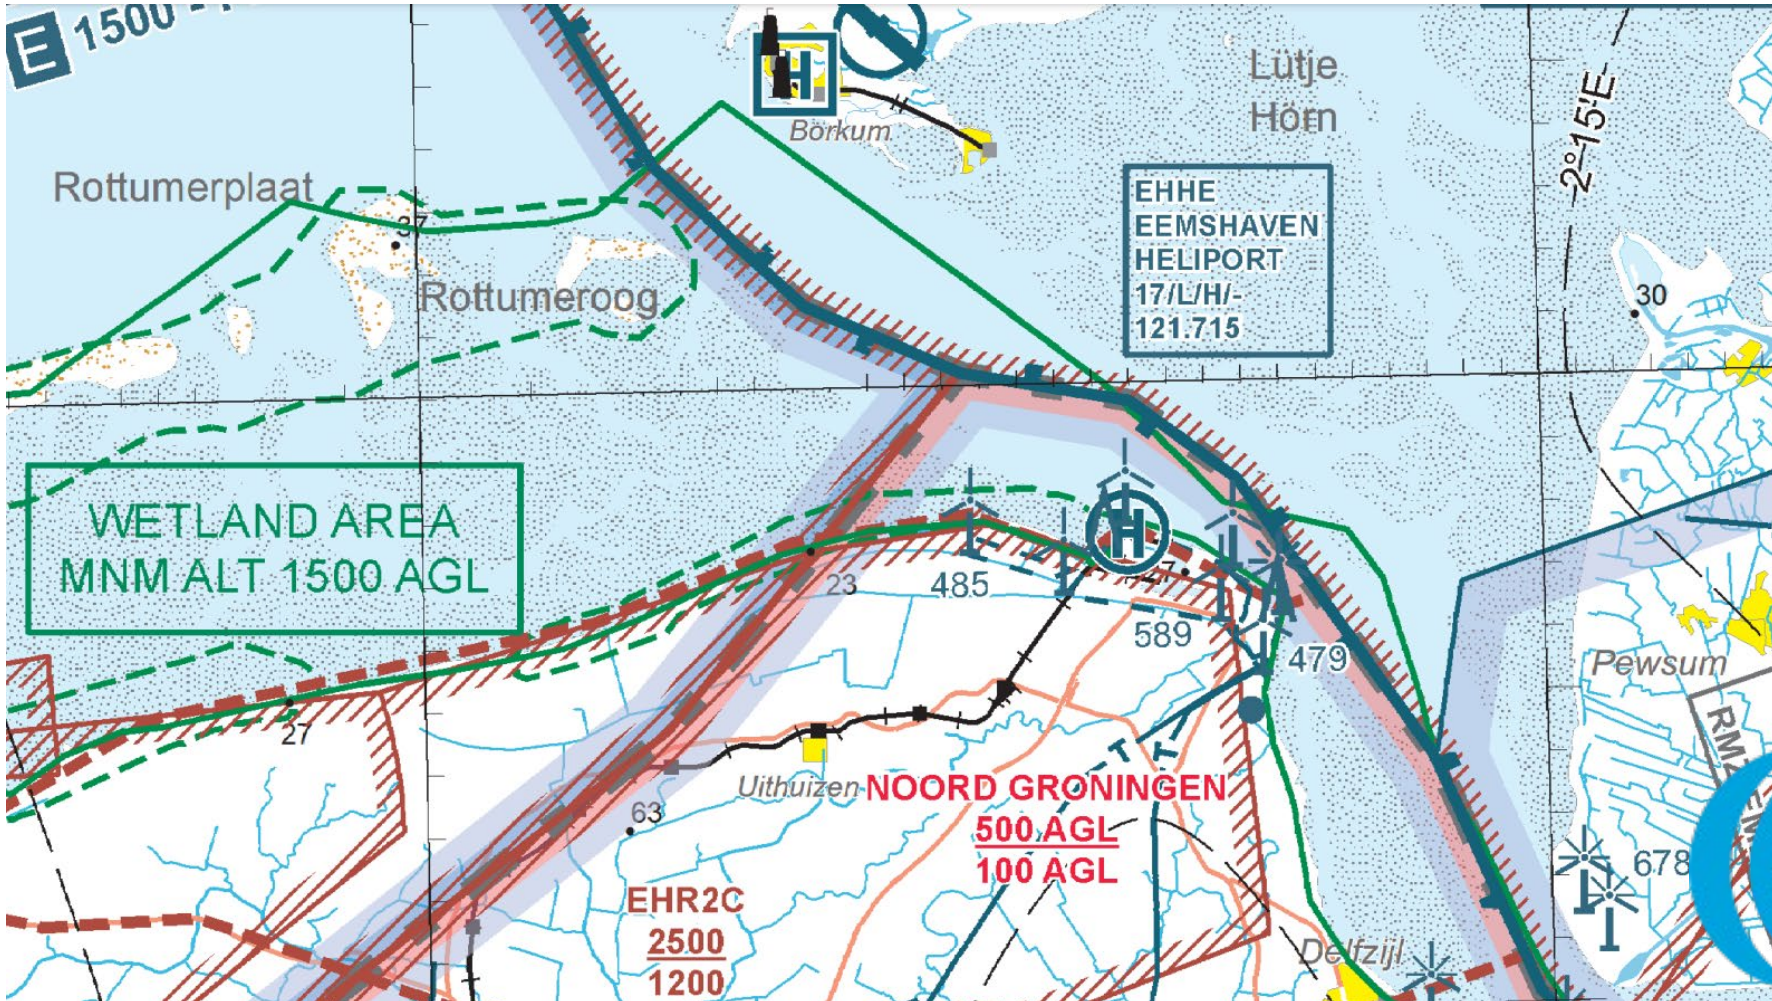 E 1500
Lütje
Hörn
Borkum
2°15'E
Rottumerplaat
37
EHHE
EEMSHAVEN
HELIPORT
17/L/H/-
121.715
Rottumeroog
30
H
H
WETLAND AREA
MNM ALT 1500 AGL
23
485
27
589
479
Pewsum
27
RMZ
Uithuizen
NOORD GRONINGEN
500 AGL
100 AGL
63
678
EHR2C
2500
1200
Delfzijl